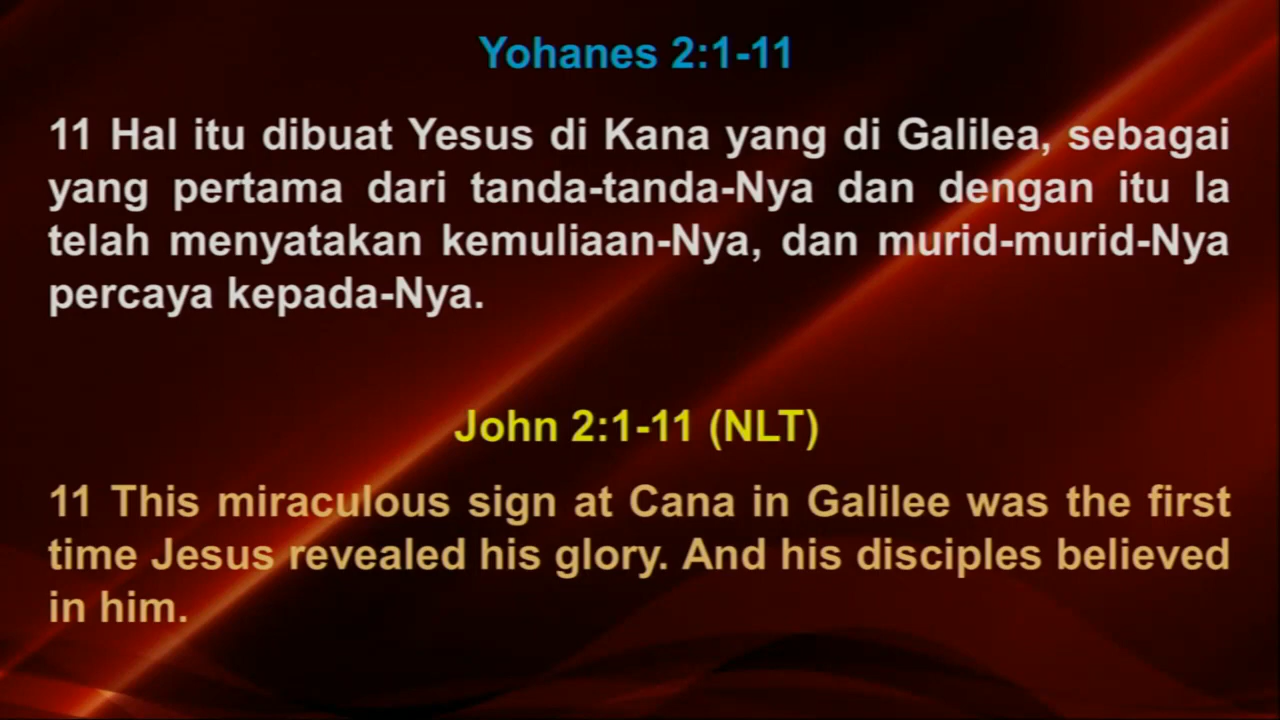 Yohanes 2:1-11
11 Hal itu dibuat Yesus di Kana yang di Galilea, sebagai
yang pertama dari tanda-tanda-Nya dan dengan itu Ia
telah menyatakan kemuliaan-Nya, dan murid-murid-Nya
percaya kepada-Nya.
John 2:1-11 (NLT)
11 This miraculous sign at Cana in Galilee was the first
time Jesus revealed his glory. And his disciples believed
in him.